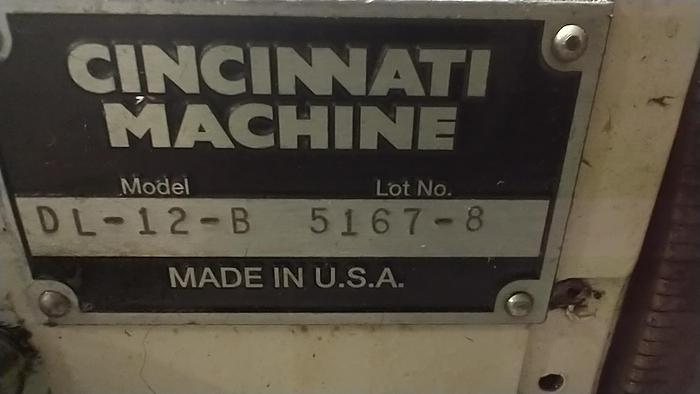 CINCINNATI
MACHINE
Model Lot No.
DL-12-B 5167-8
MADE IN U.S.A.